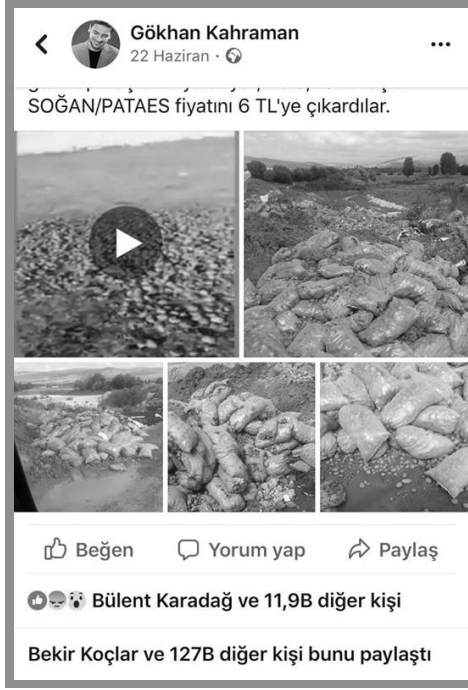 Gökhan Kahraman
22 Haziran ·
SOĞAN/PATAES fiyatını 6 TL'ye çıkardılar.
Beğen Yorum yap Paylaş
Bülent Karadağ ve 11,9B diğer kişi
Bekir Koçlar ve 127B diğer kişi bunu paylaştı